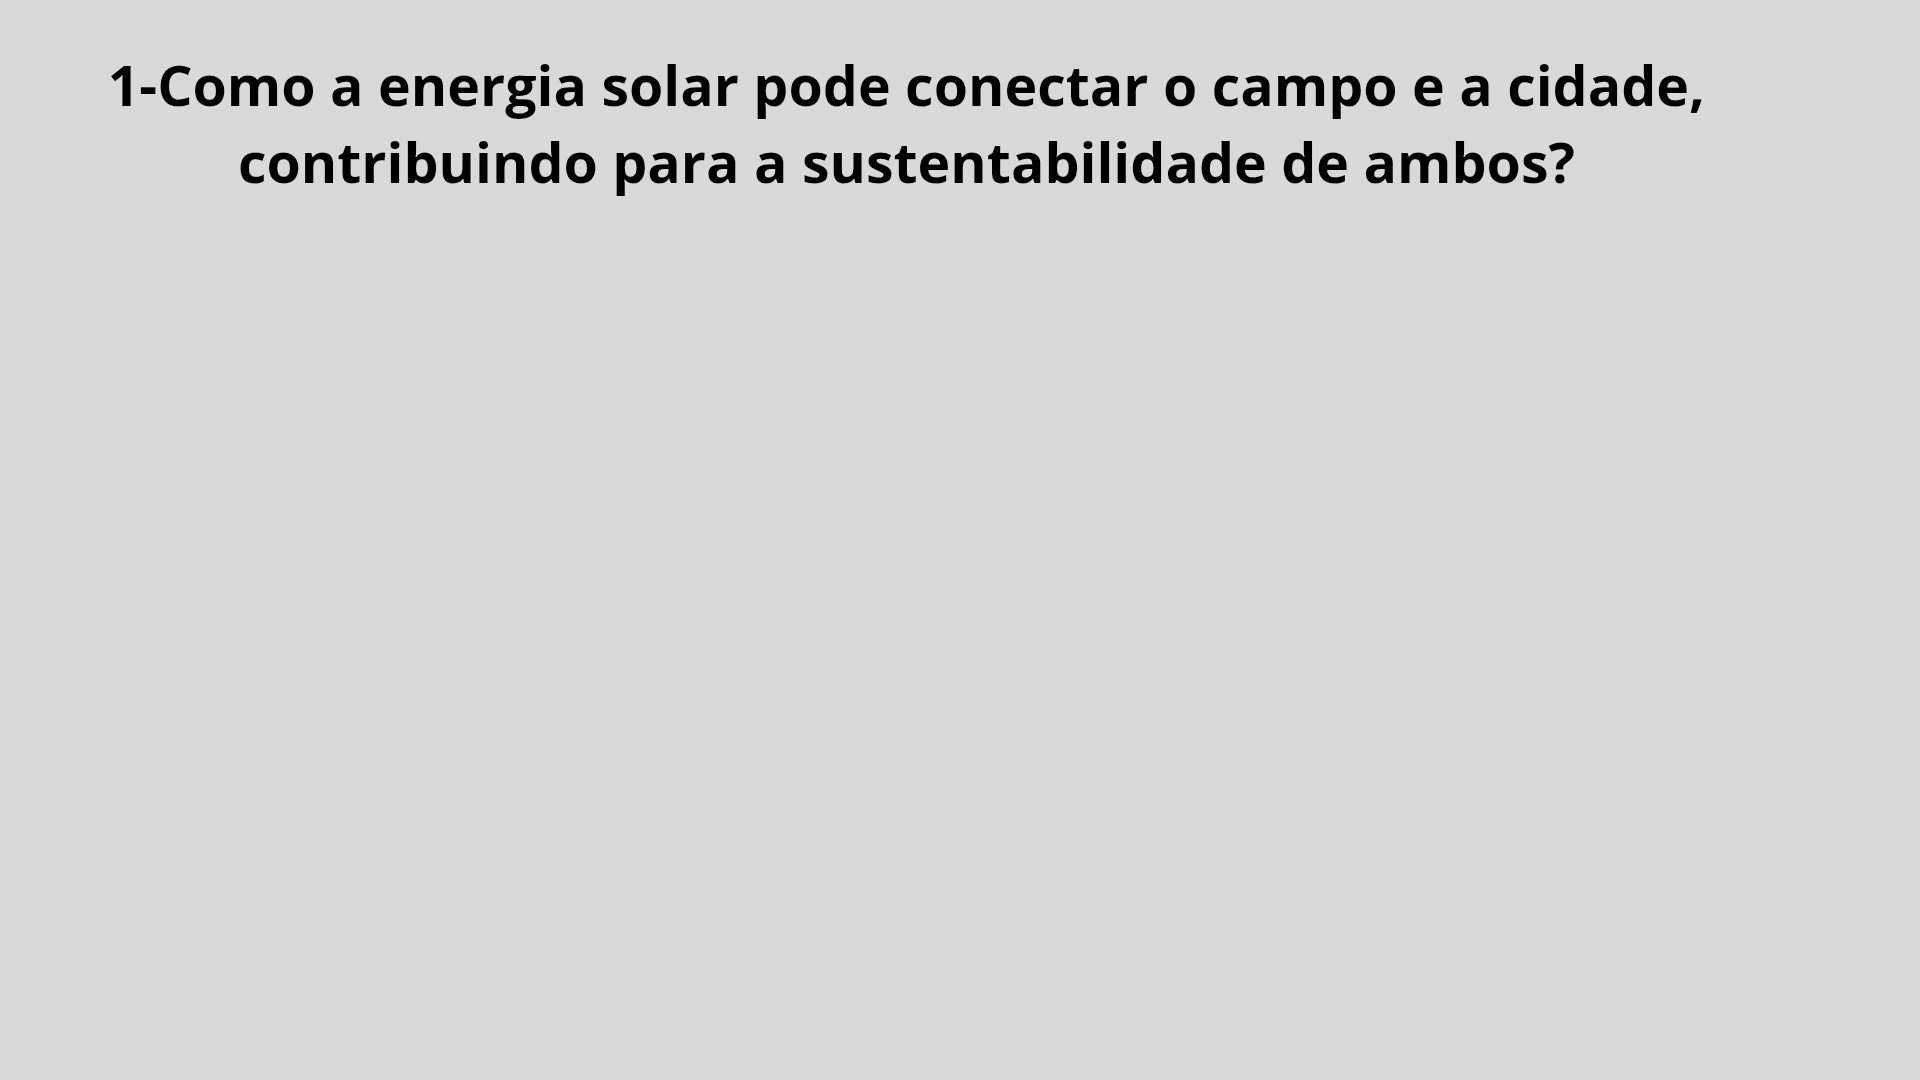 1-Como a energia solar pode conectar o campo e a cidade,
contribuindo para a sustentabilidade de ambos?